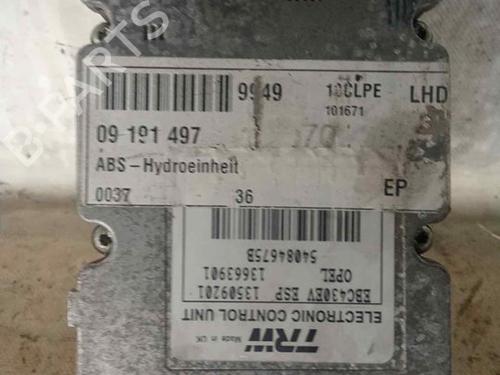 9949
10CLPE
LHD
101671
09 191 497
ABS-Hydroeinheit
0037
36
EP
TRW
Made in UK
ELECTRONIC CONTROL UNIT
EBC430EV ESP 13509201
OPEL 13663901
54084675B
B-PARTS